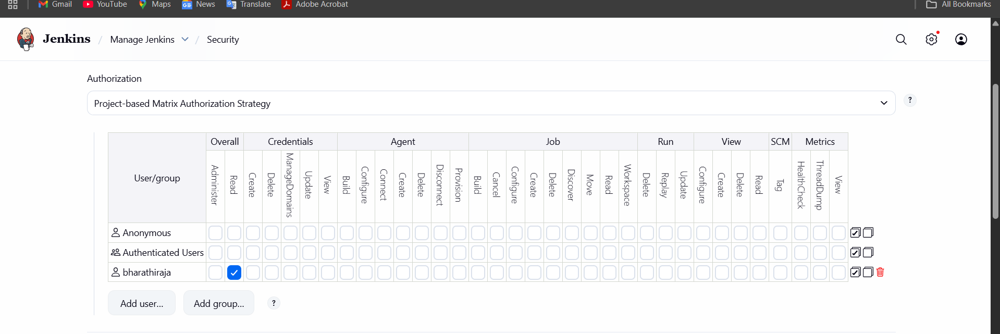 Gmail YouTube Maps News Translate Adobe Acrobat All Bookmarks
Jenkins / Manage Jenkins / Security
Authorization
Project-based Matrix Authorization Strategy ?
User/group Overall Credentials Agent Job Run View SCM Metrics
Administer Read Create Delete ManageDomains Update View Build Configure Connect Create Delete Disconnect Provision Build Cancel Configure Create Delete Discover Move Read Workspace Delete Replay Update Configure Create Delete Read Tag HealthCheck ThreadDump View
Anonymous
Authenticated Users
bharathiraja
Add user... Add group... ?